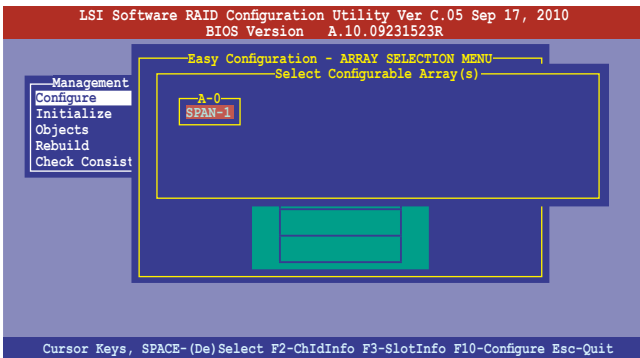 LSI Software RAID Configuration Utility Ver C.05 Sep 17, 2010
BIOS Version A.10.09231523R
Easy Configuration - ARRAY SELECTION MENU
Select Configurable Array(s)
A-0
SPAN-1
Management
Configure
Initialize
Objects
Rebuild
Check Consist
Cursor Keys, SPACE-(De)Select F2-ChIdInfo F3-SlotInfo F10-Configure Esc-Quit